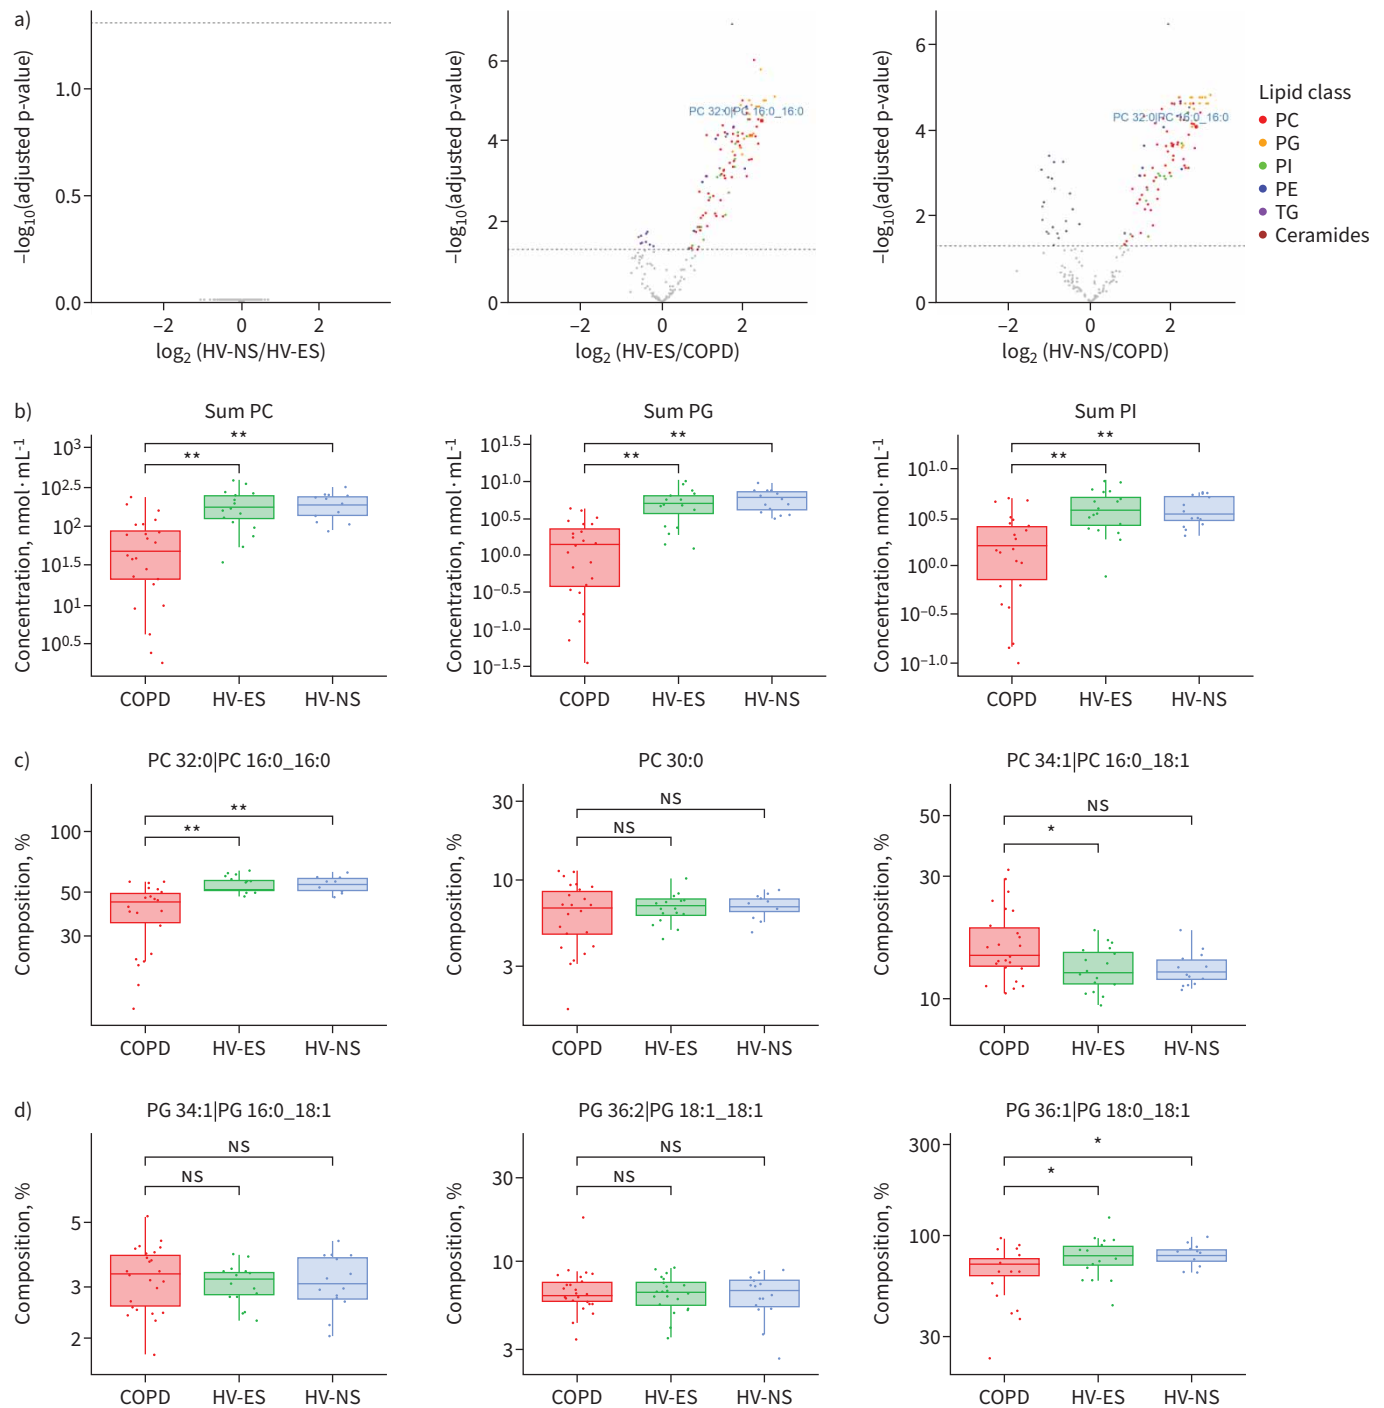 a)
−log10(adjusted p-value)
1.0
0.5
0.0
−2 0 2
log2 (HV-NS/HV-ES)
−log10(adjusted p-value)
6
4
2
0
PC 32:0|PC 16:0_16:0
−2 0 2
log2 (HV-ES/COPD)
−log10(adjusted p-value)
6
4
2
0
PC 32:0|PC 16:0_16:0
−2 0 2
log2 (HV-NS/COPD)
Lipid class
PC
PG
PI
PE
TG
Ceramides
b)
Sum PC
Concentration, nmol·mL-1
10^3
10^2.5
10^2
10^1.5
10^1
10^0.5
**
**
COPD HV-ES HV-NS
Sum PG
Concentration, nmol·mL-1
10^1.5
10^1.0
10^0.5
10^0.0
10^−0.5
10^−1.0
10^−1.5
**
**
COPD HV-ES HV-NS
Sum PI
Concentration, nmol·mL-1
10^1.0
10^0.5
10^0.0
10^−0.5
10^−1.0
**
**
COPD HV-ES HV-NS
c)
PC 32:0|PC 16:0_16:0
Composition, %
100
50
30
**
**
COPD HV-ES HV-NS
PC 30:0
Composition, %
30
10
3
NS
NS
COPD HV-ES HV-NS
PC 34:1|PC 16:0_18:1
Composition, %
50
30
10
NS
*
COPD HV-ES HV-NS
d)
PG 34:1|PG 16:0_18:1
Composition, %
5
3
2
NS
NS
COPD HV-ES HV-NS
PG 36:2|PG 18:1_18:1
Composition, %
30
10
3
NS
NS
COPD HV-ES HV-NS
PG 36:1|PG 18:0_18:1
Composition, %
300
100
30
*
*
COPD HV-ES HV-NS